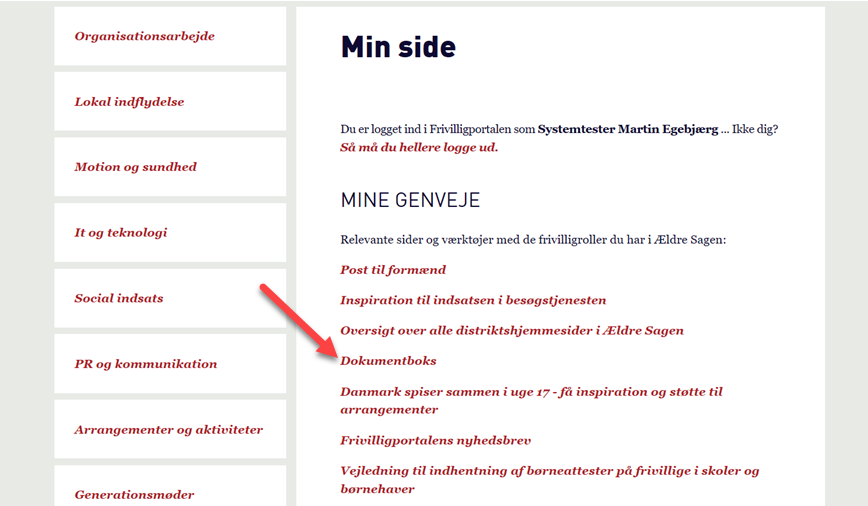 Organisationsarbejde
Lokal indflydelse
Motion og sundhed
It og teknologi
Social indsats
PR og kommunikation
Arrangementer og aktiviteter
Generationsmøder
Min side
Du er logget ind i Frivilligportalen som Systemtester Martin Egebjærg ... Ikke dig?
Så må du hellere logge ud.
MINE GENVEJE
Relevante sider og værktøjer med de frivilligroller du har i Ældre Sagen:
Post til formænd
Inspiration til indsatsen i besøgstjenesten
Oversigt over alle distriktshjemmesider i Ældre Sagen
Dokumentboks
Danmark spiser sammen i uge 17 - få inspiration og støtte til
arrangementer
Frivilligportalens nyhedsbrev
Vejledning til indhentning af børneattester på frivillige i skoler og
børnehaver